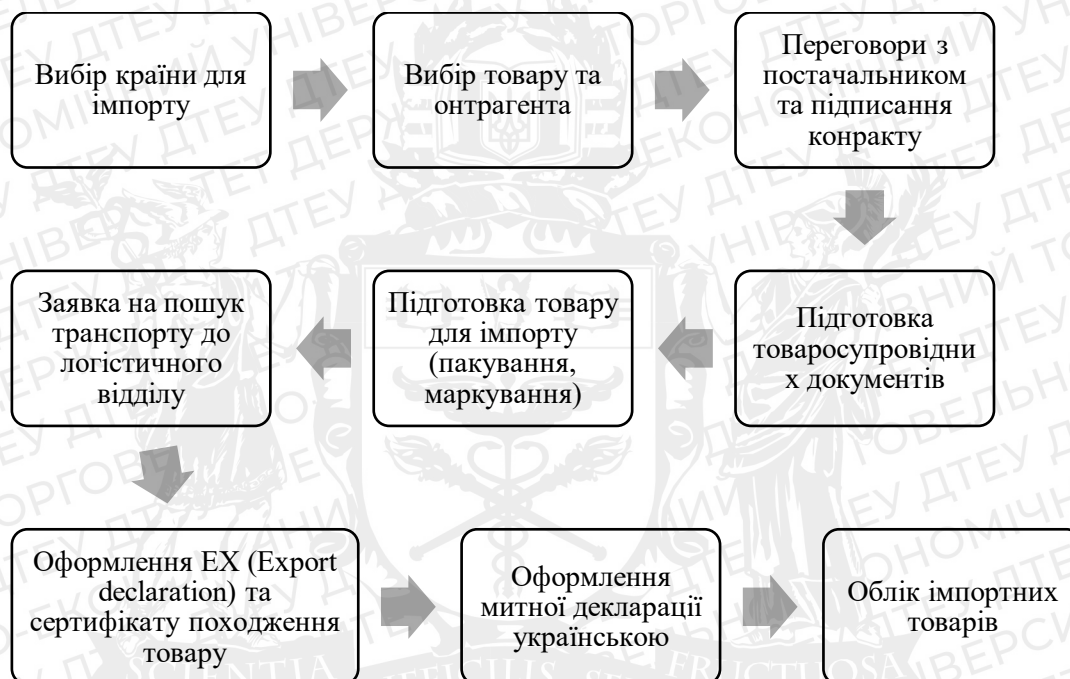 Вибір країни для
імпорту
Вибір товару та
онтрагента
Переговори з
постачальником
та підписання
конракту
Підготовка
товаросупровідни
х документів
Підготовка товару
для імпорту
(пакування,
маркування)
Заявка на пошук
транспорту до
логістичного
відділу
Оформлення EX (Export
declaration) та
сертифікату походження
товару
Оформлення
митної декларації
українською
Облік імпортних
товарів